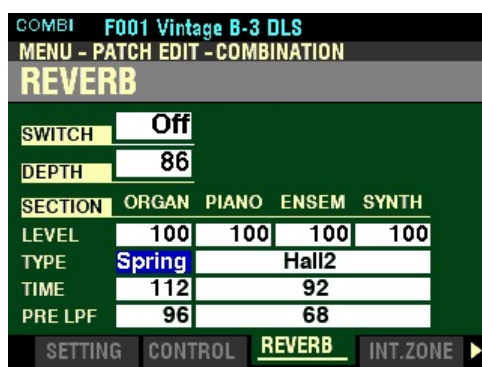 COMBI F001 Vintage B-3 DLS
MENU - PATCH EDIT - COMBINATION
REVERB
SWITCH Off
DEPTH 86
SECTION ORGAN PIANO ENSEM SYNTH
LEVEL 100 100 100 100
TYPE Spring Hall2
TIME 112 92
PRE LPF 96 68
SETTING CONTROL REVERB INT.ZONE